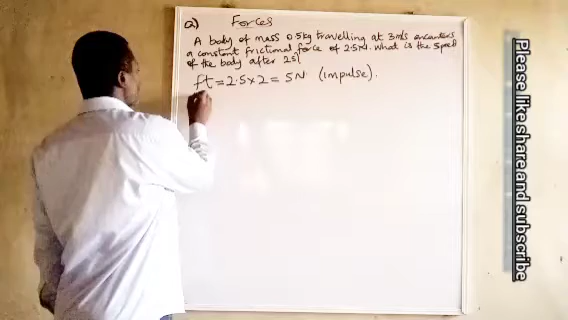 a) Forces
A body of mass 0.5kg travelling at 3m/s encounters
a constant frictional force of 2.5N. What is the Speed
of the body after 2s/
ft = 2.5 x 2 = 5N (Impulse).
Please like share and subscribe